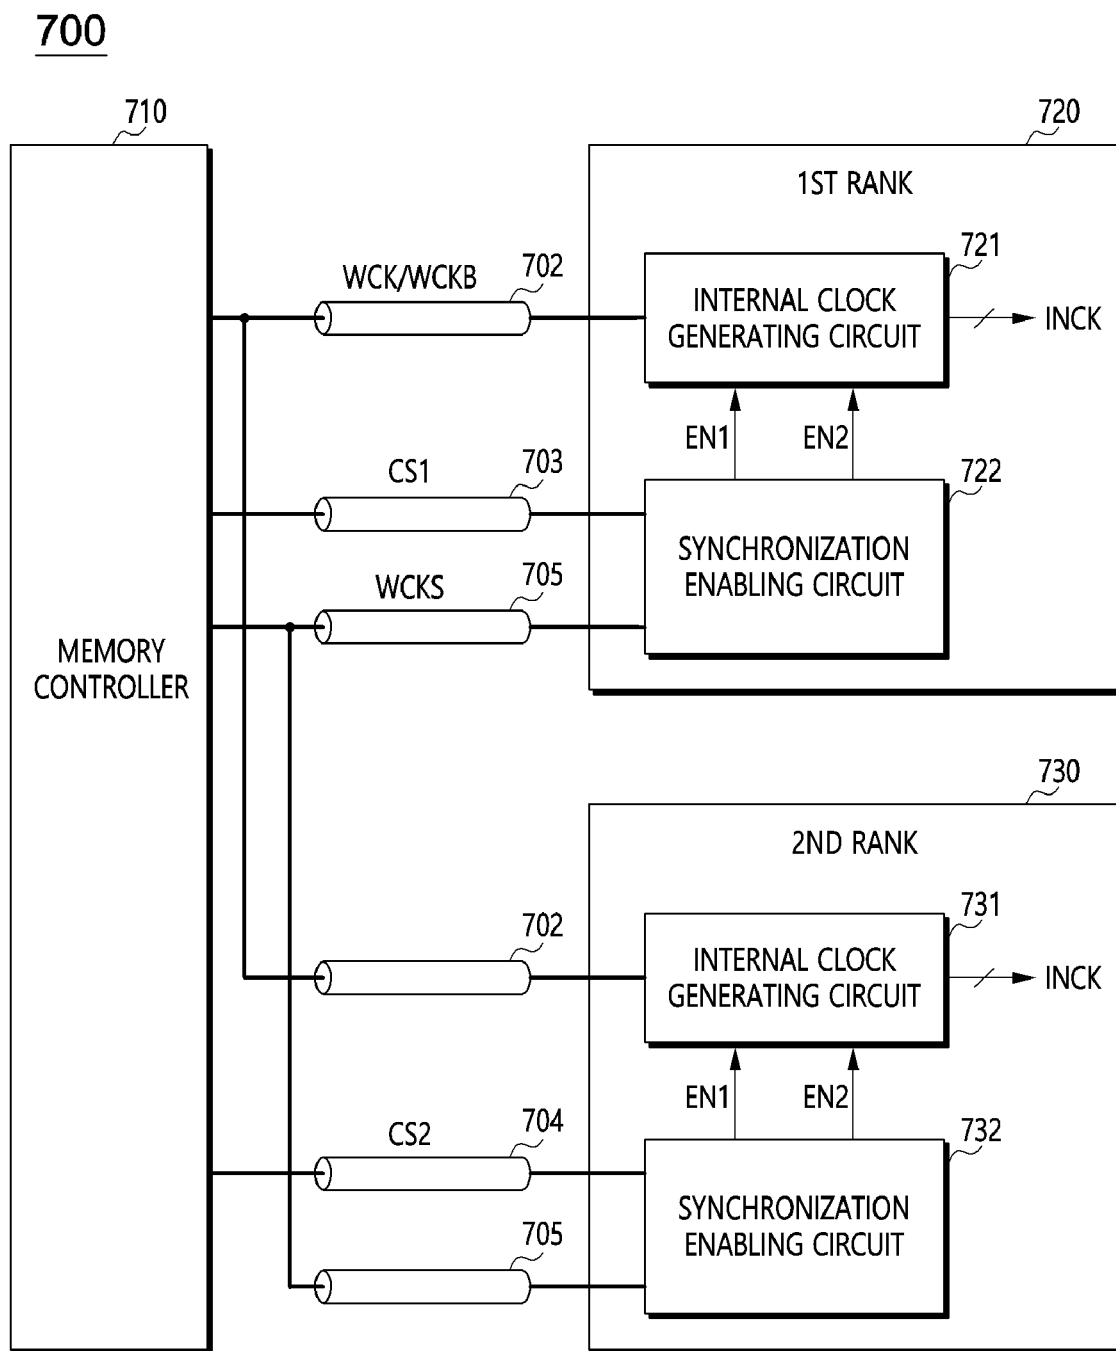 700
710
720
1ST RANK
721
WCK/WCKB
702
INTERNAL CLOCK
GENERATING CIRCUIT
INCK
EN1
EN2
CS1
703
722
SYNCHRONIZATION
ENABLING CIRCUIT
WCKS
705
MEMORY
CONTROLLER
730
2ND RANK
731
702
INTERNAL CLOCK
GENERATING CIRCUIT
INCK
EN1
EN2
CS2
704
732
SYNCHRONIZATION
ENABLING CIRCUIT
705